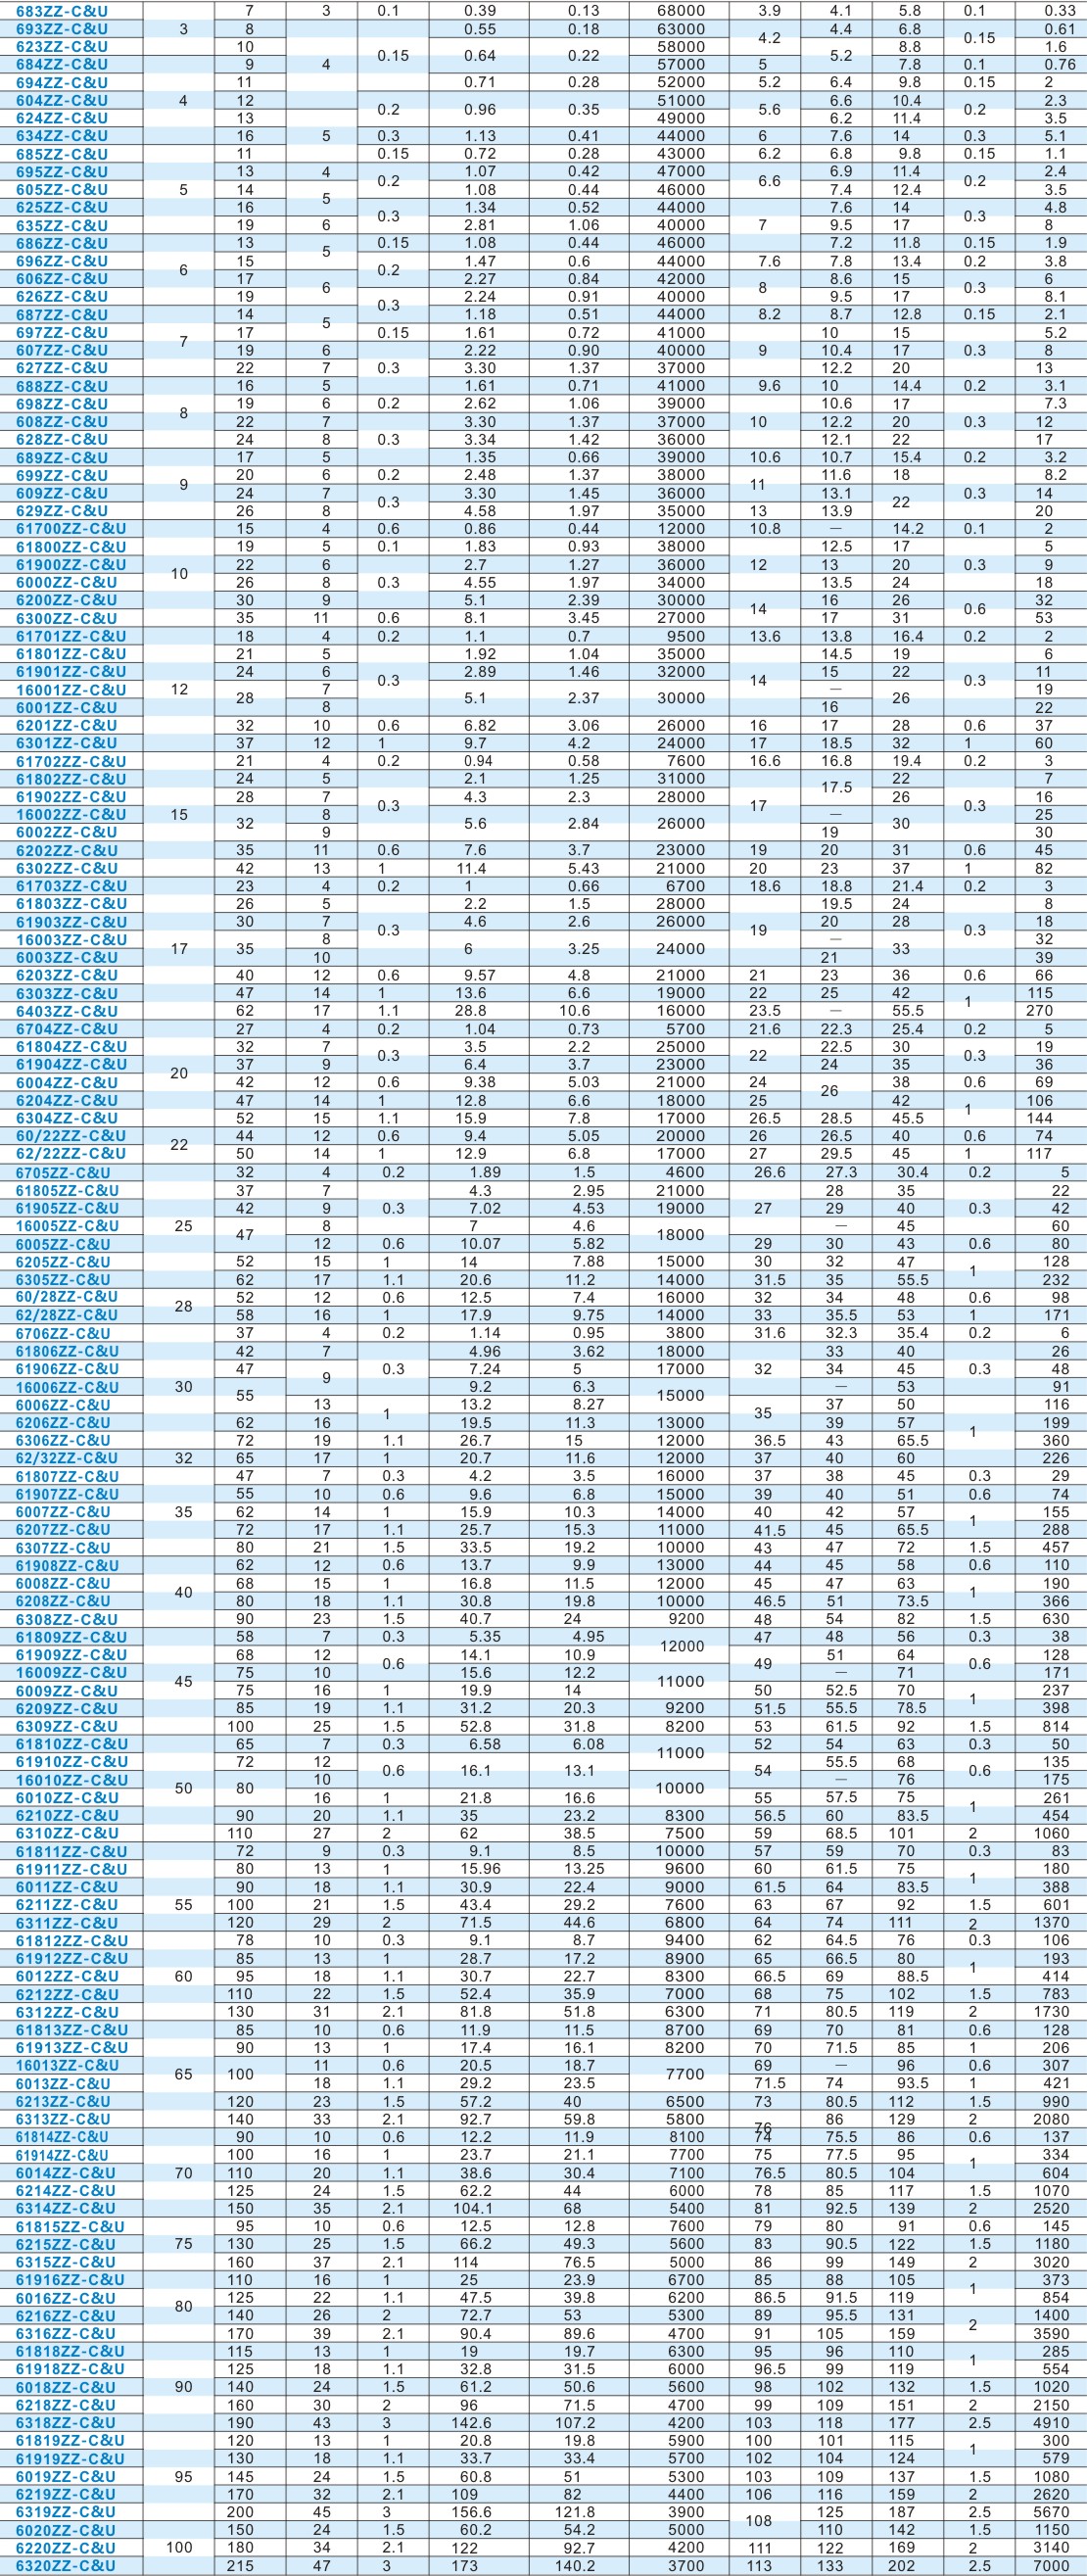 683ZZ-C&U 7 3 0.1 0.39 0.13 68000 3.9 4.1 5.8 0.1 0.33
693ZZ-C&U 3 8 0.55 0.18 63000 4.2 4.4 6.8 0.15 0.61
623ZZ-C&U 10 0.15 0.64 0.22 58000 5.2 8.8 1.6
684ZZ-C&U 9 4 57000 5 7.8 0.1 0.76
694ZZ-C&U 11 0.71 0.28 52000 5.2 6.4 9.8 0.15 2
604ZZ-C&U 4 12 0.2 0.96 0.35 51000 5.6 6.6 10.4 0.2 2.3
624ZZ-C&U 13 49000 6.2 11.4 3.5
634ZZ-C&U 16 5 0.3 1.13 0.41 44000 6 7.6 14 0.3 5.1
685ZZ-C&U 11 0.15 0.72 0.28 43000 6.2 6.8 9.8 0.15 1.1
695ZZ-C&U 13 4 0.2 1.07 0.42 47000 6.6 6.9 11.4 0.2 2.4
605ZZ-C&U 5 14 5 1.08 0.44 46000 7.4 12.4 3.5
625ZZ-C&U 16 0.3 1.34 0.52 44000 7.6 14 0.3 4.8
635ZZ-C&U 19 6 2.81 1.06 40000 7 9.5 17 8
686ZZ-C&U 13 5 0.15 1.08 0.44 46000 7.2 11.8 0.15 1.9
696ZZ-C&U 6 15 0.2 1.47 0.6 44000 7.6 7.8 13.4 0.2 3.8
606ZZ-C&U 17 6 2.27 0.84 42000 8 8.6 15 0.3 6
626ZZ-C&U 19 0.3 2.24 0.91 40000 9.5 17 8.1
687ZZ-C&U 14 5 1.18 0.51 44000 8.2 8.7 12.8 0.15 2.1
697ZZ-C&U 7 17 0.15 1.61 0.72 41000 10 15 5.2
607ZZ-C&U 19 6 2.22 0.90 40000 9 10.4 17 0.3 8
627ZZ-C&U 22 7 0.3 3.30 1.37 37000 12.2 20 13
688ZZ-C&U 16 5 1.61 0.71 41000 9.6 10 14.4 0.2 3.1
698ZZ-C&U 8 19 6 0.2 2.62 1.06 39000 10.6 17 7.3
608ZZ-C&U 22 7 3.30 1.37 37000 10 12.2 20 0.3 12
628ZZ-C&U 24 8 0.3 3.34 1.42 36000 12.1 22 17
689ZZ-C&U 17 5 1.35 0.66 39000 10.6 10.7 15.4 0.2 3.2
699ZZ-C&U 9 20 6 0.2 2.48 1.37 38000 11 11.6 18 8.2
609ZZ-C&U 24 7 0.3 3.30 1.45 36000 13.1 22 0.3 14
629ZZ-C&U 26 8 4.58 1.97 35000 13 13.9 20
61700ZZ-C&U 15 4 0.6 0.86 0.44 12000 10.8 — 14.2 0.1 2
61800ZZ-C&U 19 5 0.1 1.83 0.93 38000 12.5 17 5
61900ZZ-C&U 10 22 6 2.7 1.27 36000 12 13 20 0.3 9
6000ZZ-C&U 26 8 0.3 4.55 1.97 34000 13.5 24 18
6200ZZ-C&U 30 9 5.1 2.39 30000 14 16 26 0.6 32
6300ZZ-C&U 35 11 0.6 8.1 3.45 27000 17 31 53
61701ZZ-C&U 18 4 0.2 1.1 0.7 9500 13.6 13.8 16.4 0.2 2
61801ZZ-C&U 21 5 1.92 1.04 35000 14.5 19 6
61901ZZ-C&U 24 6 0.3 2.89 1.46 32000 14 15 22 0.3 11
16001ZZ-C&U 12 28 7 5.1 2.37 30000 — 26 19
6001ZZ-C&U 8 16 22
6201ZZ-C&U 32 10 0.6 6.82 3.06 26000 16 17 28 0.6 37
6301ZZ-C&U 37 12 1 9.7 4.2 24000 17 18.5 32 1 60
61702ZZ-C&U 21 4 0.2 0.94 0.58 7600 16.6 16.8 19.4 0.2 3
61802ZZ-C&U 24 5 2.1 1.25 31000 17.5 22 7
61902ZZ-C&U 28 7 0.3 4.3 2.3 28000 17 26 0.3 16
16002ZZ-C&U 15 32 8 5.6 2.84 26000 — 30 25
6002ZZ-C&U 9 19 30
6202ZZ-C&U 35 11 0.6 7.6 3.7 23000 19 20 31 0.6 45
6302ZZ-C&U 42 13 1 11.4 5.43 21000 20 23 37 1 82
61703ZZ-C&U 23 4 0.2 1 0.66 6700 18.6 18.8 21.4 0.2 3
61803ZZ-C&U 26 5 2.2 1.5 28000 19.5 24 8
61903ZZ-C&U 30 7 0.3 4.6 2.6 26000 19 20 28 0.3 18
16003ZZ-C&U 17 35 8 6 3.25 24000 — 33 32
6003ZZ-C&U 10 21 39
6203ZZ-C&U 40 12 0.6 9.57 4.8 21000 21 23 36 0.6 66
6303ZZ-C&U 47 14 1 13.6 6.6 19000 22 25 42 1 115
6403ZZ-C&U 62 17 1.1 28.8 10.6 16000 23.5 — 55.5 270
6704ZZ-C&U 27 4 0.2 1.04 0.73 5700 21.6 22.3 25.4 0.2 5
61804ZZ-C&U 32 7 0.3 3.5 2.2 25000 22 22.5 30 0.3 19
61904ZZ-C&U 20 37 9 6.4 3.7 23000 24 35 36
6004ZZ-C&U 42 12 0.6 9.38 5.03 21000 24 26 38 0.6 69
6204ZZ-C&U 47 14 1 12.8 6.6 18000 25 42 1 106
6304ZZ-C&U 52 15 1.1 15.9 7.8 17000 26.5 28.5 45.5 144
60/22ZZ-C&U 22 44 12 0.6 9.4 5.05 20000 26 26.5 40 0.6 74
62/22ZZ-C&U 50 14 1 12.9 6.8 17000 27 29.5 45 1 117
6705ZZ-C&U 32 4 0.2 1.89 1.5 4600 26.6 27.3 30.4 0.2 5
61805ZZ-C&U 37 7 4.3 2.95 21000 28 35 22
61905ZZ-C&U 42 9 0.3 7.02 4.53 19000 27 29 40 0.3 42
16005ZZ-C&U 25 47 8 7 4.6 18000 — 45 60
6005ZZ-C&U 12 0.6 10.07 5.82 29 30 43 0.6 80
6205ZZ-C&U 52 15 1 14 7.88 15000 30 32 47 1 128
6305ZZ-C&U 62 17 1.1 20.6 11.2 14000 31.5 35 55.5 232
60/28ZZ-C&U 28 52 12 0.6 12.5 7.4 16000 32 34 48 0.6 98
62/28ZZ-C&U 58 16 1 17.9 9.75 14000 33 35.5 53 1 171
6706ZZ-C&U 37 4 0.2 1.14 0.95 3800 31.6 32.3 35.4 0.2 6
61806ZZ-C&U 42 7 4.96 3.62 18000 33 40 26
61906ZZ-C&U 47 9 0.3 7.24 5 17000 32 34 45 0.3 48
16006ZZ-C&U 30 55 9.2 6.3 15000 — 53 91
6006ZZ-C&U 13 1 13.2 8.27 35 37 50 116
6206ZZ-C&U 62 16 19.5 11.3 13000 39 57 1 199
6306ZZ-C&U 72 19 1.1 26.7 15 12000 36.5 43 65.5 360
62/32ZZ-C&U 32 65 17 1 20.7 11.6 12000 37 40 60 226
61807ZZ-C&U 47 7 0.3 4.2 3.5 16000 37 38 45 0.3 29
61907ZZ-C&U 55 10 0.6 9.6 6.8 15000 39 40 51 0.6 74
6007ZZ-C&U 35 62 14 1 15.9 10.3 14000 40 42 57 1 155
6207ZZ-C&U 72 17 1.1 25.7 15.3 11000 41.5 45 65.5 288
6307ZZ-C&U 80 21 1.5 33.5 19.2 10000 43 47 72 1.5 457
61908ZZ-C&U 62 12 0.6 13.7 9.9 13000 44 45 58 0.6 110
6008ZZ-C&U 40 68 15 1 16.8 11.5 12000 45 47 63 1 190
6208ZZ-C&U 80 18 1.1 30.8 19.8 10000 46.5 51 73.5 366
6308ZZ-C&U 90 23 1.5 40.7 24 9200 48 54 82 1.5 630
61809ZZ-C&U 58 7 0.3 5.35 4.95 12000 47 48 56 0.3 38
61909ZZ-C&U 68 12 0.6 14.1 10.9 49 51 64 0.6 128
16009ZZ-C&U 45 75 10 15.6 12.2 11000 — 71 171
6009ZZ-C&U 75 16 1 19.9 14 50 52.5 70 1 237
6209ZZ-C&U 85 19 1.1 31.2 20.3 9200 51.5 55.5 78.5 398
6309ZZ-C&U 100 25 1.5 52.8 31.8 8200 53 61.5 92 1.5 814
61810ZZ-C&U 65 7 0.3 6.58 6.08 11000 52 54 63 0.3 50
61910ZZ-C&U 72 12 0.6 16.1 13.1 54 55.5 68 0.6 135
16010ZZ-C&U 50 80 10 10000 — 76 175
6010ZZ-C&U 16 1 21.8 16.6 55 57.5 75 1 261
6210ZZ-C&U 90 20 1.1 35 23.2 8300 56.5 60 83.5 454
6310ZZ-C&U 110 27 2 62 38.5 7500 59 68.5 101 2 1060
61811ZZ-C&U 72 9 0.3 9.1 8.5 10000 57 59 70 0.3 83
61911ZZ-C&U 80 13 1 15.96 13.25 9600 60 61.5 75 1 180
6011ZZ-C&U 90 18 1.1 30.9 22.4 9000 61.5 64 83.5 388
6211ZZ-C&U 55 100 21 1.5 43.4 29.2 7600 63 67 92 1.5 601
6311ZZ-C&U 120 29 2 71.5 44.6 6800 64 74 111 2 1370
61812ZZ-C&U 78 10 0.3 9.1 8.7 9400 62 64.5 76 0.3 106
61912ZZ-C&U 85 13 1 28.7 17.2 8900 65 66.5 80 1 193
6012ZZ-C&U 60 95 18 1.1 30.7 22.7 8300 66.5 69 88.5 414
6212ZZ-C&U 110 22 1.5 52.4 35.9 7000 68 75 102 1.5 783
6312ZZ-C&U 130 31 2.1 81.8 51.8 6300 71 80.5 119 2 1730
61813ZZ-C&U 85 10 0.6 11.9 11.5 8700 69 70 81 0.6 128
61913ZZ-C&U 90 13 1 17.4 16.1 8200 70 71.5 85 1 206
16013ZZ-C&U 65 100 11 0.6 20.5 18.7 7700 69 — 96 0.6 307
6013ZZ-C&U 18 1.1 29.2 23.5 71.5 74 93.5 1 421
6213ZZ-C&U 120 23 1.5 57.2 40 6500 73 80.5 112 1.5 990
6313ZZ-C&U 140 33 2.1 92.7 59.8 5800 76 86 129 2 2080
61814ZZ-C&U 90 10 0.6 12.2 11.9 8100 74 75.5 86 0.6 137
61914ZZ-C&U 100 16 1 23.7 21.1 7700 75 77.5 95 1 334
6014ZZ-C&U 70 110 20 1.1 38.6 30.4 7100 76.5 80.5 104 604
6214ZZ-C&U 125 24 1.5 62.2 44 6000 78 85 117 1.5 1070
6314ZZ-C&U 150 35 2.1 104.1 68 5400 81 92.5 139 2 2520
61815ZZ-C&U 95 10 0.6 12.5 12.8 7600 79 80 91 0.6 145
6215ZZ-C&U 75 130 25 1.5 66.2 49.3 5600 83 90.5 122 1.5 1180
6315ZZ-C&U 160 37 2.1 114 76.5 5000 86 99 149 2 3020
61916ZZ-C&U 110 16 1 25 23.9 6700 85 88 105 1 373
6016ZZ-C&U 80 125 22 1.1 47.5 39.8 6200 86.5 91.5 119 854
6216ZZ-C&U 140 26 2 72.7 53 5300 89 95.5 131 2 1400
6316ZZ-C&U 170 39 2.1 90.4 89.6 4700 91 105 159 3590
61818ZZ-C&U 115 13 1 19 19.7 6300 95 96 110 1 285
61918ZZ-C&U 125 18 1.1 32.8 31.5 6000 96.5 99 119 554
6018ZZ-C&U 90 140 24 1.5 61.2 50.6 5600 98 102 132 1.5 1020
6218ZZ-C&U 160 30 2 96 71.5 4700 99 109 151 2 2150
6318ZZ-C&U 190 43 3 142.6 107.2 4200 103 118 177 2.5 4910
61819ZZ-C&U 120 13 1 20.8 19.8 5900 100 101 115 1 300
61919ZZ-C&U 130 18 1.1 33.7 33.4 5700 102 104 124 579
6019ZZ-C&U 95 145 24 1.5 60.8 51 5300 103 109 137 1.5 1080
6219ZZ-C&U 170 32 2.1 109 82 4400 106 116 159 2 2620
6319ZZ-C&U 200 45 3 156.6 121.8 3900 108 125 187 2.5 5670
6020ZZ-C&U 150 24 1.5 60.2 54.2 5000 110 142 1.5 1150
6220ZZ-C&U 100 180 34 2.1 122 92.7 4200 111 122 169 2 3140
6320ZZ-C&U 215 47 3 173 140.2 3700 113 133 202 2.5 7000